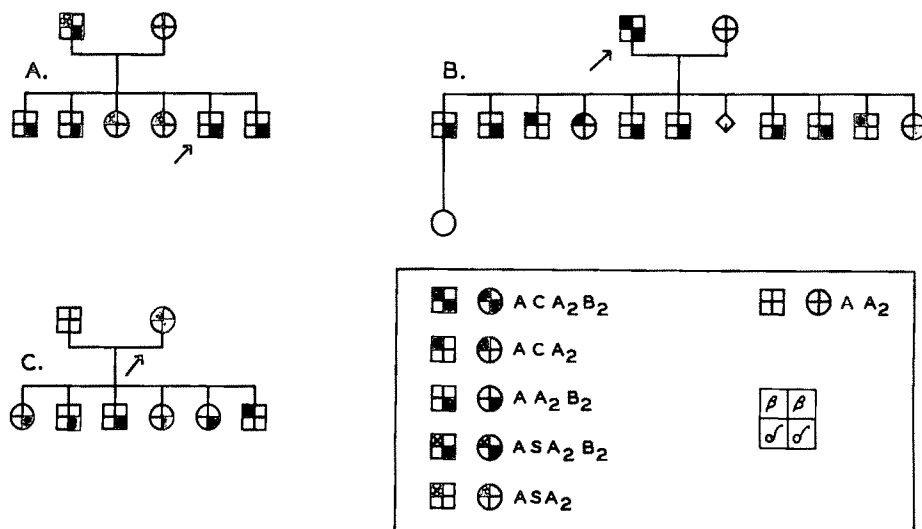 A.
B.
C.
A C A₂ B₂
A C A₂
A A₂ B₂
A S A₂ B₂
A S A₂
A A₂
β β
δ δ